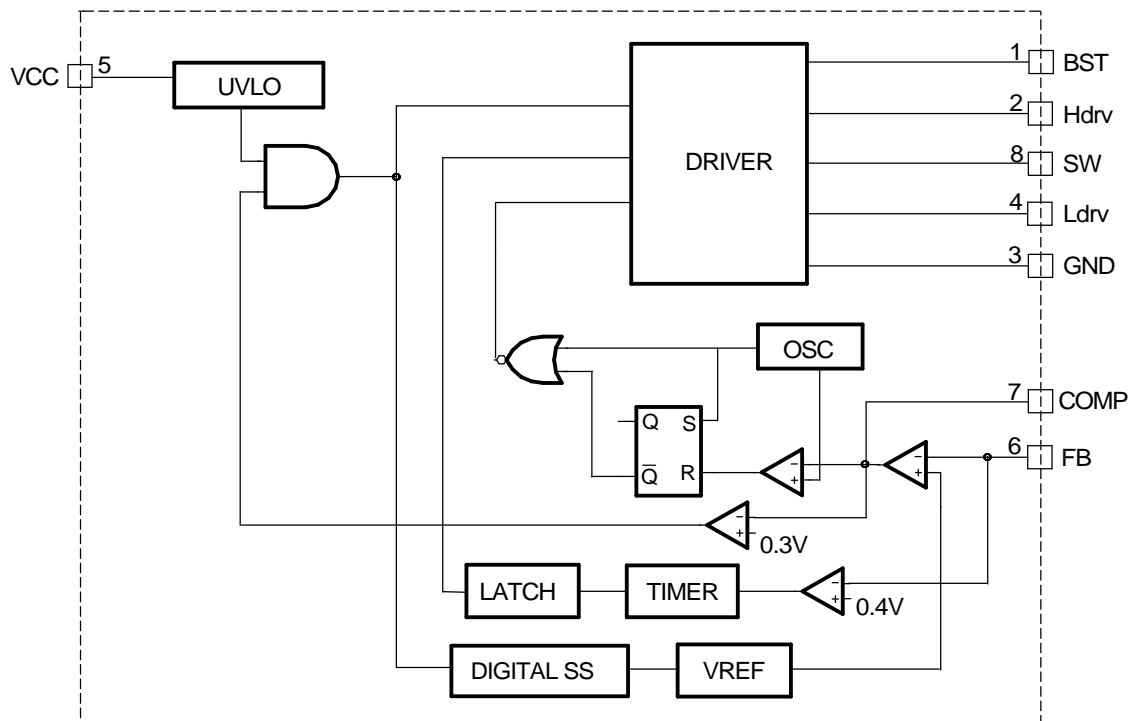 1
BST
VCC
5
UVLO
2
Hdrv
DRIVER
8
SW
4
Ldrv
3
GND
OSC
7
COMP
Q
S
-
+
-
+
6
FB
Q̅
R
-
+
0.3V
LATCH
TIMER
-
+
0.4V
DIGITAL SS
VREF